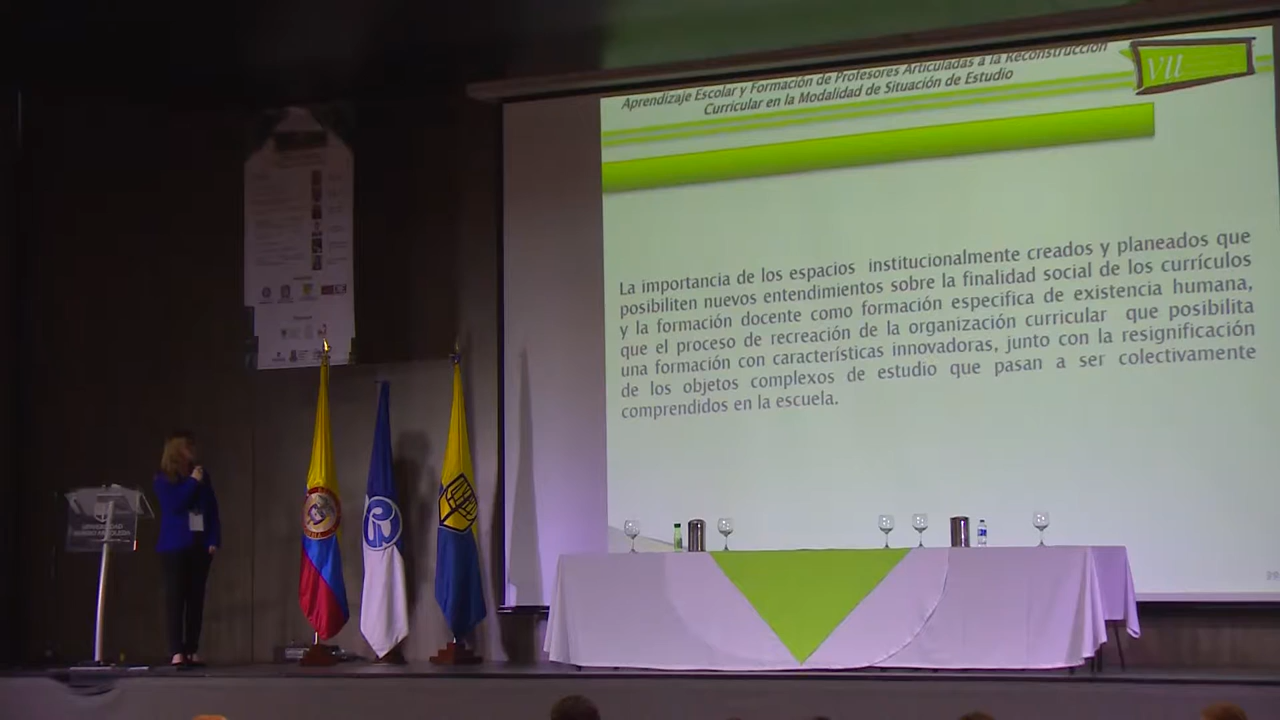 Aprendizaje Escolar y Formación de Profesores Articuladas a la Reconstrucción
Curricular en la Modalidad de Situación de Estudio
VII
La importancia de los espacios institucionalmente creados y planeados que
posibiliten nuevos entendimientos sobre la finalidad social de los currículos
y la formación docente como formación especifica de existencia humana,
que el proceso de recreación de la organización curricular que posibilita
una formación con características innovadoras, junto con la resignificación
de los objetos complexos de estudio que pasan a ser colectivamente
comprendidos en la escuela.
UNIVERSIDAD